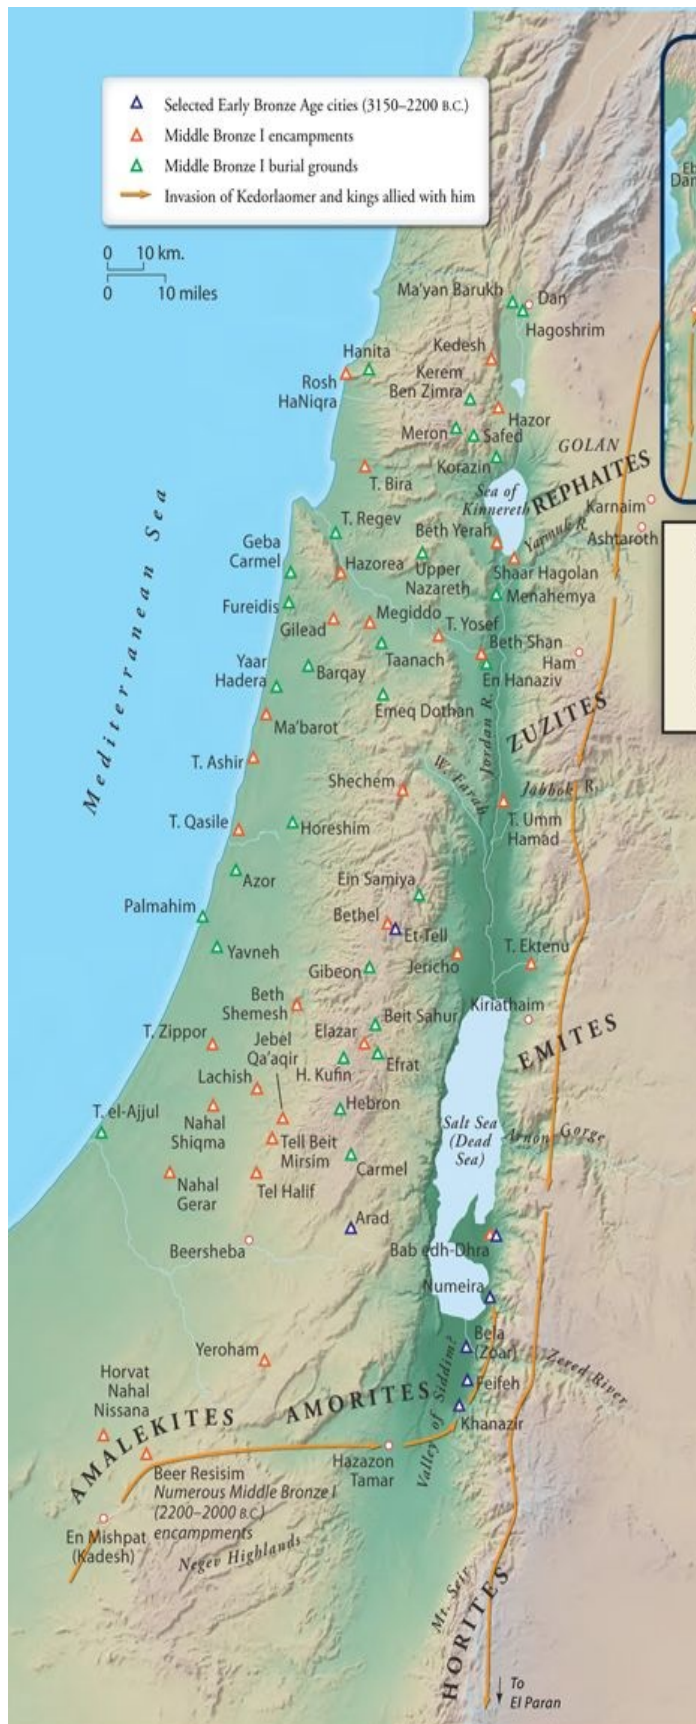 Selected Early Bronze Age cities (3150–2200 B.C.)
Middle Bronze I encampments
Middle Bronze I burial grounds
Invasion of Kedorlaomer and kings allied with him
0 10 km.
0 10 miles
Ma'yan Barukh
Dan
Hagoshrim
Hanita
Kedesh
Rosh
HaNiqra
Kerem
Ben Zimra
Hazor
Meron
Safed
GOLAN
Korazin
T. Bira
Sea of
Kinnereth
REPHAITES
Karnaim
Ashtaroth
T. Regev
Beth Yerah
Yarmuk R.
Geba
Carmel
Hazorea
Upper
Nazareth
Shaar Hagolan
Menahemya
Fureidis
Gilead
Megiddo
T. Yosef
Beth Shan
Ham
Taanach
En Hanaziv
Yaar
Hadera
Barqay
Emeq Dothan
Jordan R.
ZUZITES
Ma'barot
Mediterranean Sea
T. Ashir
W. Farah
Shechem
Jabbok R.
T. Umm
Hamad
T. Qasile
Horeshim
Azor
Ein Samiya
Palmahim
Bethel
Et-Tell
Yavneh
T. Ektenu
Gibeon
Jericho
Beth
Shemesh
Kiriathaim
Beit Sahur
T. Zippor
Jebel
Qa'aqir
Elazar
EMITES
H. Kufin
Efrat
Lachish
T. el-Ajjul
Nahal
Shiqma
Hebron
Salt Sea
(Dead
Sea)
Arnon Gorge
Tell Beit
Mirsim
Carmel
Nahal
Gerar
Tel Halif
Arad
Beersheba
Bab edh-Dhra
Numeira
Bela
(Zoar)
Yeroham
Zered River
Feifeh
Horvat
Nahal
Nissana
AMALEKITES
AMORITES
Valley of Siddim?
Khanazir
Hazazon
Tamar
Beer Resisim
Numerous Middle Bronze I
(2200–2000 B.C.)
encampments
En Mishpat
(Kadesh)
Negev Highlands
Mt. Seir
HORITES
To
El Paran